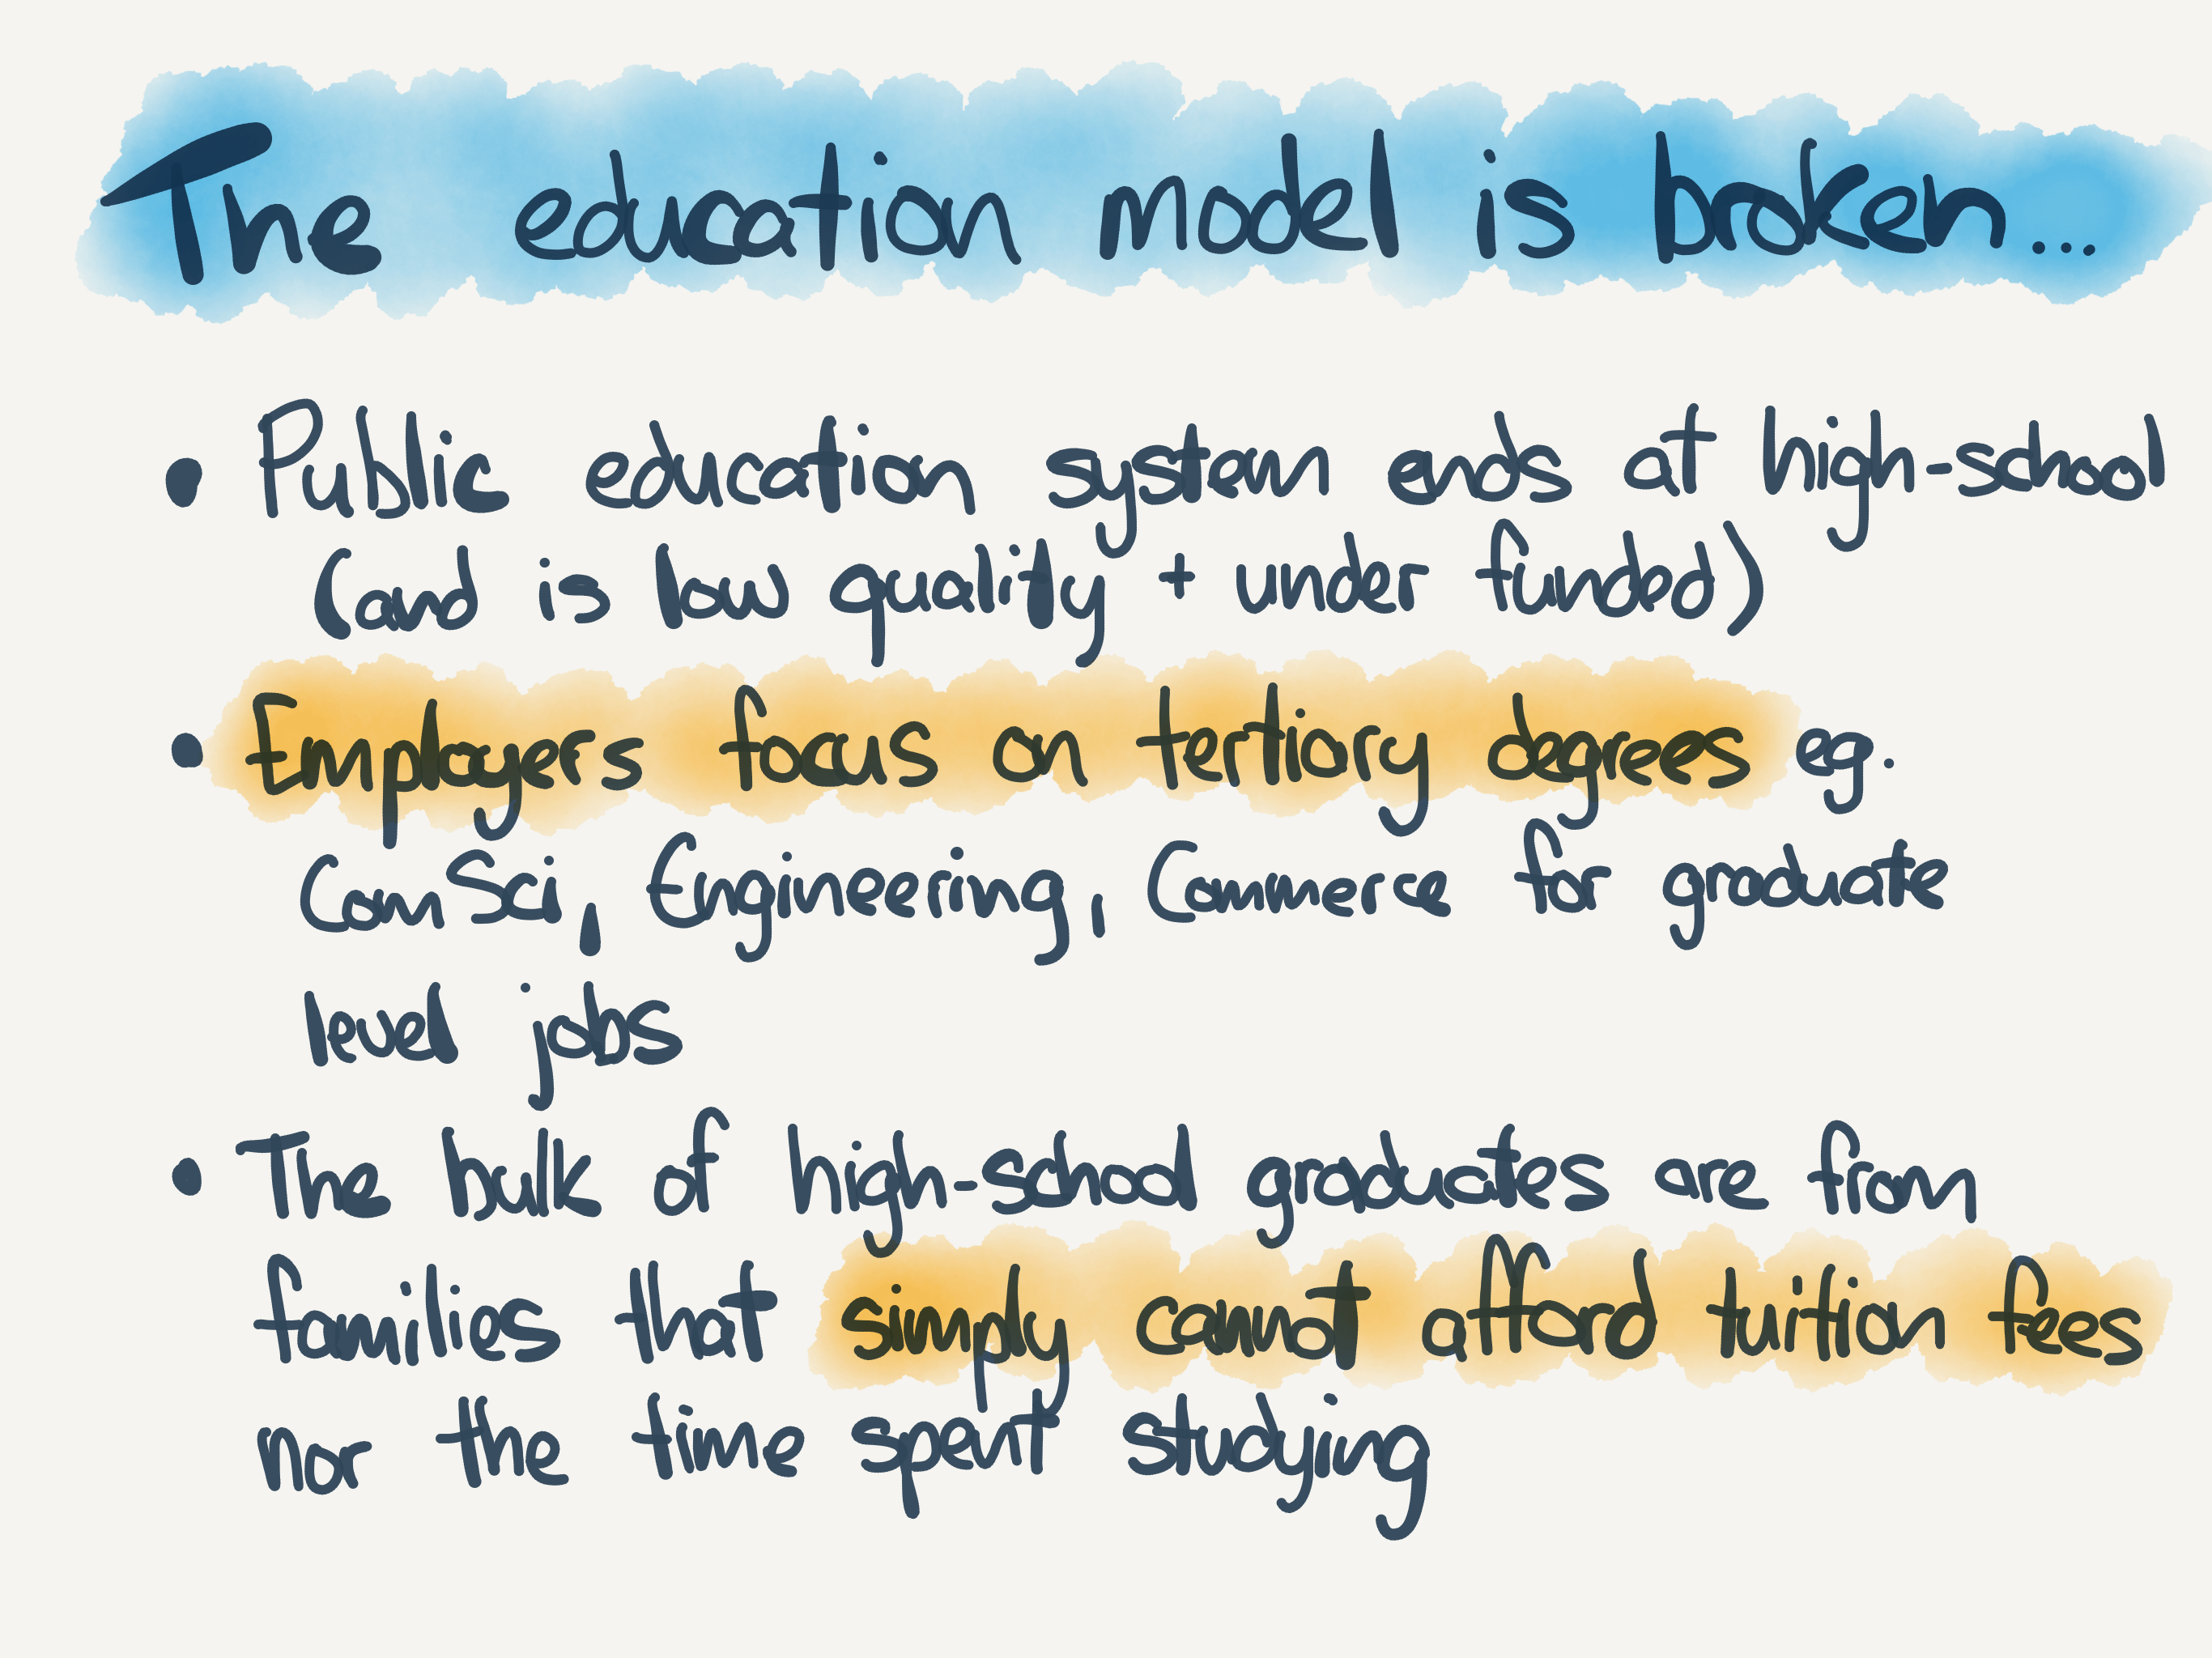 The education model is broken...
• Public education system ends at high-school
(and is low quality + under funded)
• Employers focus on tertiary degrees eg.
ComSci, Engineering, Commerce for graduate
level jobs
• The bulk of high-school graduates are from
families that simply cannot afford tuition fees
nor the time spent studying